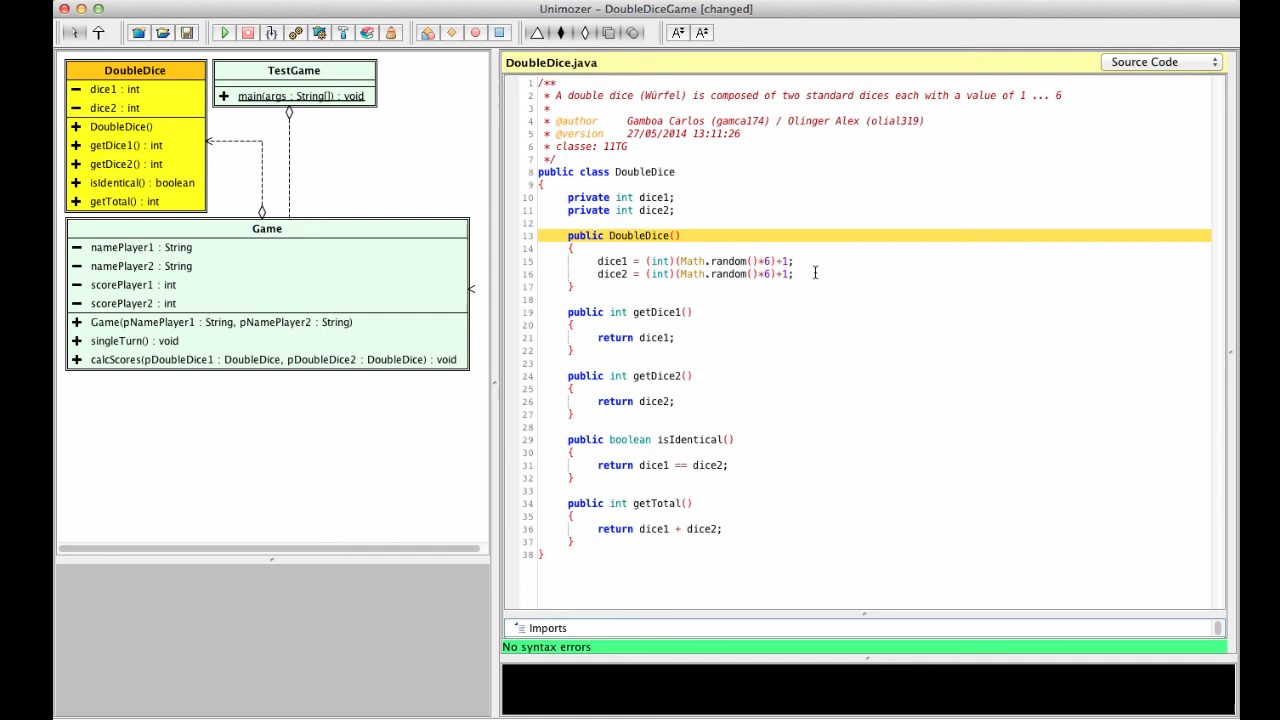 Unimozer - DoubleDiceGame [changed]
DoubleDice
dice1 : int
dice2 : int
DoubleDice()
getDice1() : int
getDice2() : int
isIdentical() : boolean
getTotal() : int
TestGame
main(args : String[]) : void
Game
namePlayer1 : String
namePlayer2 : String
scorePlayer1 : int
scorePlayer2 : int
Game(pNamePlayer1 : String, pNamePlayer2 : String)
singleTurn() : void
calcScores(pDoubleDice1 : DoubleDice, pDoubleDice2 : DoubleDice) : void
DoubleDice.java
Source Code
1 /**
2 * A double dice (Würfel) is composed of two standard dices each with a value of 1 ... 6
3 *
4 * @author Gamboa Carlos (gamca174) / Olinger Alex (olial319)
5 * @version 27/05/2014 13:11:26
6 * classe: 11TG
7 */
8 public class DoubleDice
9 {
10 private int dice1;
11 private int dice2;
12
13 public DoubleDice()
14 {
15 dice1 = (int)(Math.random()*6)+1;
16 dice2 = (int)(Math.random()*6)+1;
17 }
18
19 public int getDice1()
20 {
21 return dice1;
22 }
23
24 public int getDice2()
25 {
26 return dice2;
27 }
28
29 public boolean isIdentical()
30 {
31 return dice1 == dice2;
32 }
33
34 public int getTotal()
35 {
36 return dice1 + dice2;
37 }
38 }
Imports
No syntax errors